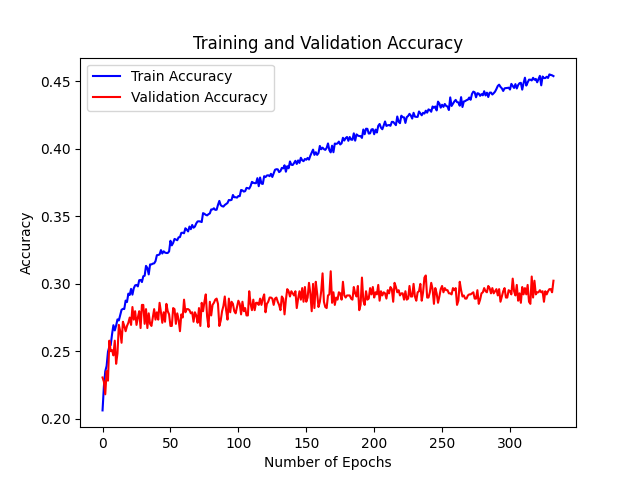 Training and Validation Accuracy
Train Accuracy
Validation Accuracy
Accuracy
0.45
0.40
0.35
0.30
0.25
0.20
0 50 100 150 200 250 300
Number of Epochs